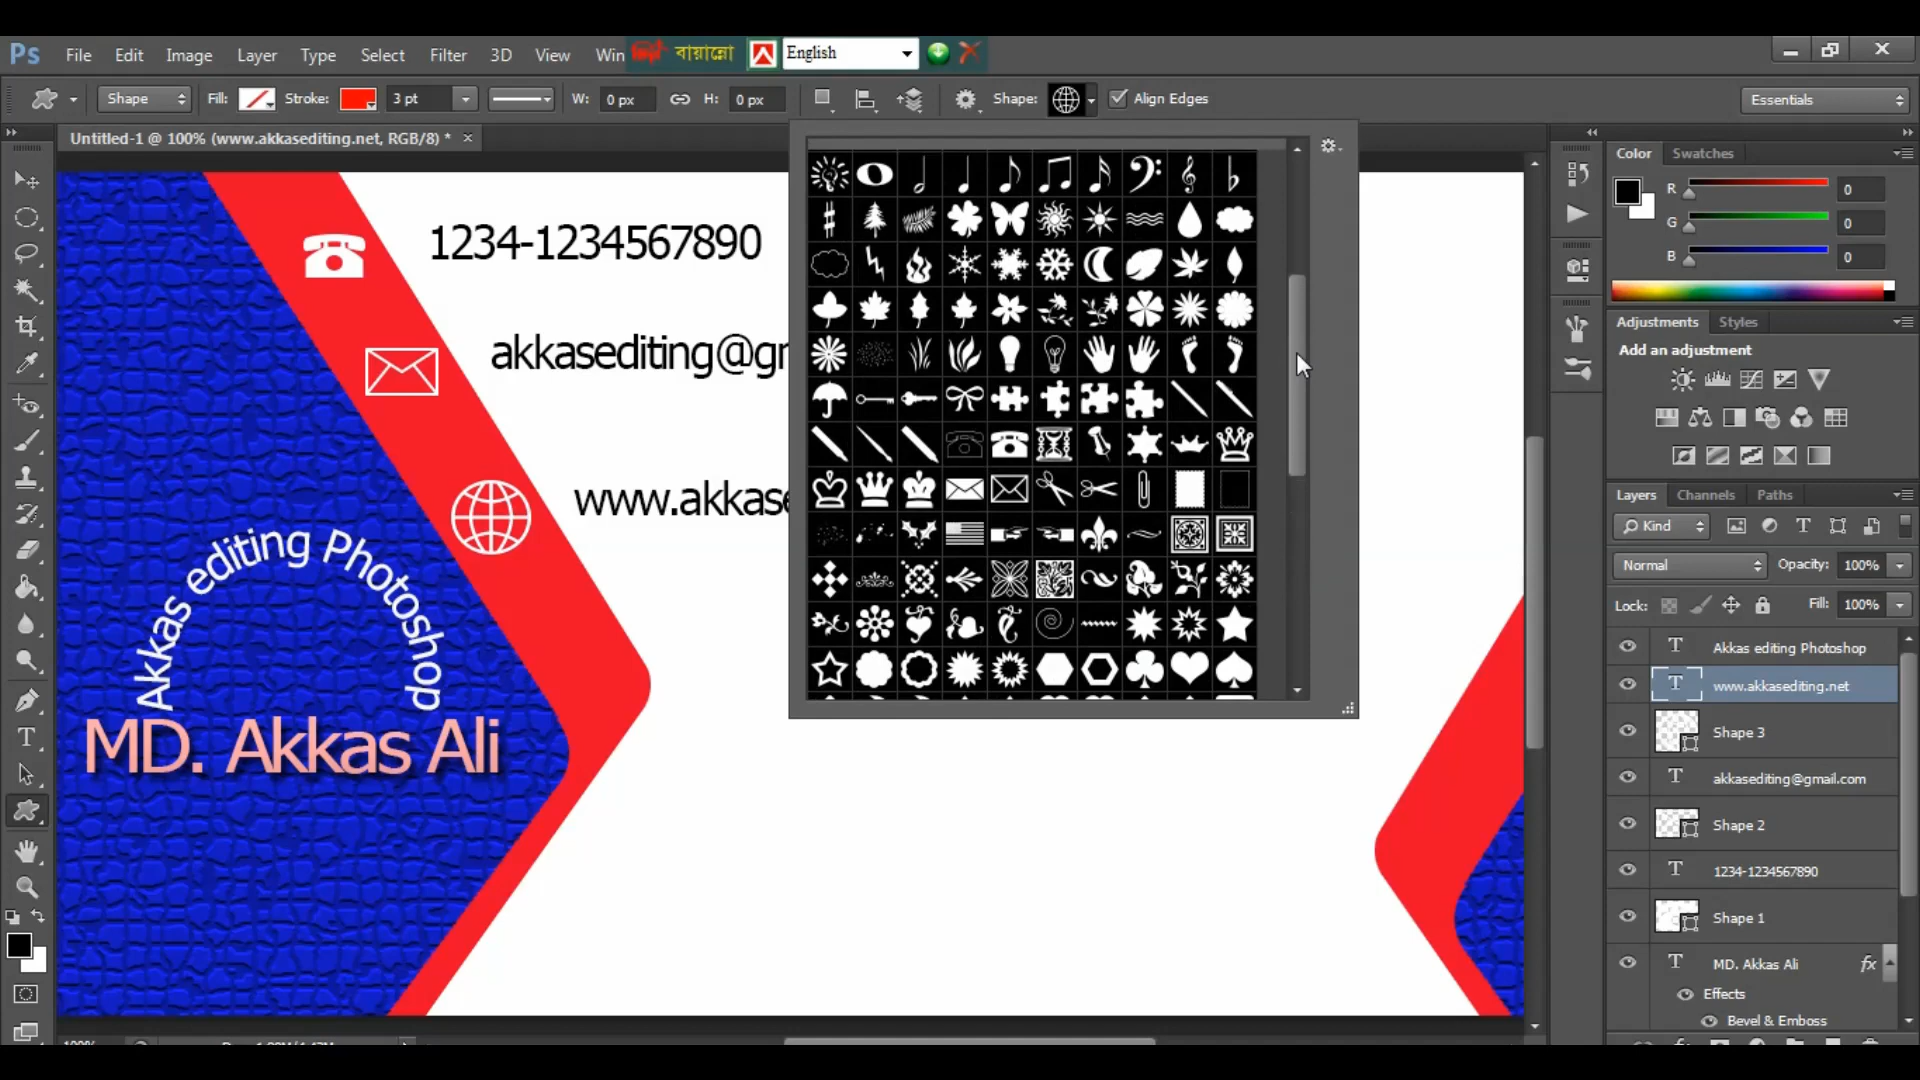 Ps File Edit Image Layer Type Select Filter 3D View Win বায়ান্নো English
Shape Fill: Stroke: 3 pt W: 0 px H: 0 px Shape: Align Edges Essentials
Untitled-1 @ 100% (www.akkasediting.net, RGB/8) * ×
Color Swatches
R 0
G 0
B 0
Adjustments Styles
Add an adjustment
Layers Channels Paths
Kind
Normal Opacity: 100%
Lock: Fill: 100%
Akkas editing Photoshop
www.akkasediting.net
Shape 3
akkasediting@gmail.com
Shape 2
1234-1234567890
Shape 1
MD. Akkas Ali fx
Effects
Bevel & Emboss
1234-1234567890
akkasediting@gr
www.akkase
Akkas editing Photoshop
MD. Akkas Ali